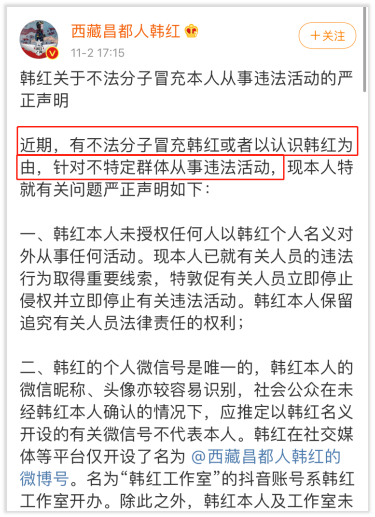 西藏昌都人韩红
11-2 17:15
+关注
韩红关于不法分子冒充本人从事违法活动的严
正声明
近期，有不法分子冒充韩红或者以认识韩红为
由，针对不特定群体从事违法活动，现本人特
就有关问题严正声明如下：
一、韩红本人未授权任何人以韩红个人名义对
外从事任何活动。现本人已就有关人员的违法
行为取得重要线索，特敦促有关人员立即停止
侵权并立即停止有关违法活动。韩红本人保留
追究有关人员法律责任的权利；
二、韩红的个人微信号是唯一的，韩红本人的
微信昵称、头像亦较容易识别，社会公众在未
经韩红本人确认的情况下，应推定以韩红名义
开设的有关微信号不代表本人。韩红在社交媒
体等平台仅开设了名为 @西藏昌都人韩红的
微博号。名为“韩红工作室”的抖音账号系韩红
工作室开办。除此之外，韩红本人及工作室未